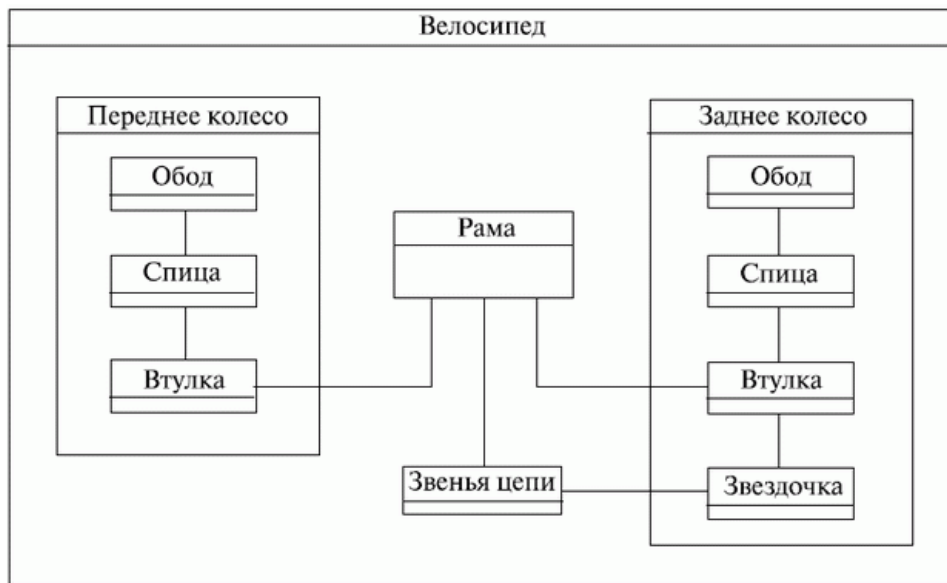 Велосипед
Переднее колесо
Обод
Спица
Втулка
Рама
Звенья цепи
Заднее колесо
Обод
Спица
Втулка
Звездочка